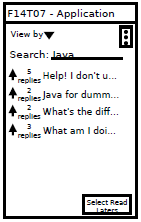 F14T07 - Application
View by
Search: Java
5 replies Help! I don't u...
2 replies Java for dumm...
2 replies What's the diff...
3 replies What am I doi...
Select Read
Laters